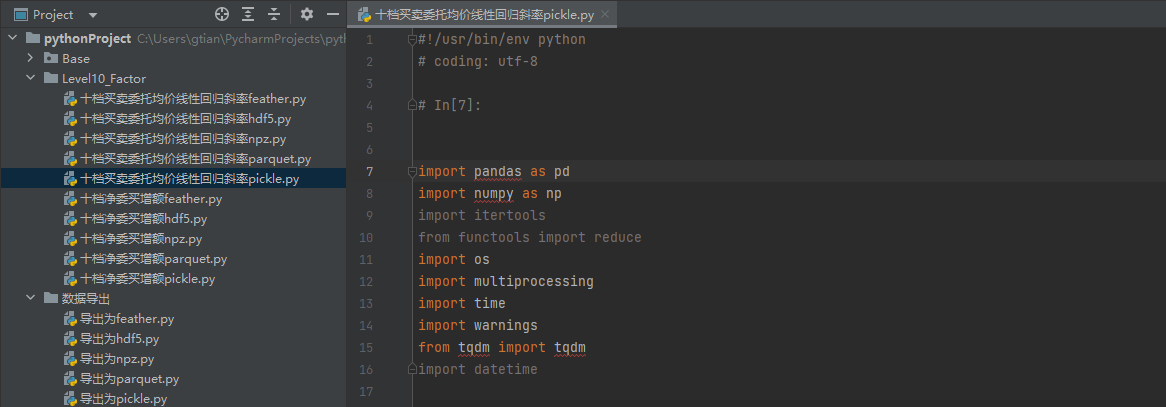 Project
pythonProject C:\Users\gtian\PycharmProjects\pyth
Base
Level10_Factor
十档买卖委托均价线性回归斜率feather.py
十档买卖委托均价线性回归斜率hdf5.py
十档买卖委托均价线性回归斜率npz.py
十档买卖委托均价线性回归斜率parquet.py
十档买卖委托均价线性回归斜率pickle.py
十档净委买增额feather.py
十档净委买增额hdf5.py
十档净委买增额npz.py
十档净委买增额parquet.py
十档净委买增额pickle.py
数据导出
导出为feather.py
导出为hdf5.py
导出为npz.py
导出为parquet.py
导出为pickle.py
十档买卖委托均价线性回归斜率pickle.py
1 #!/usr/bin/env python
2 # coding: utf-8
3
4 # In[7]:
5
6
7 import pandas as pd
8 import numpy as np
9 import itertools
10 from functools import reduce
11 import os
12 import multiprocessing
13 import time
14 import warnings
15 from tqdm import tqdm
16 import datetime
17